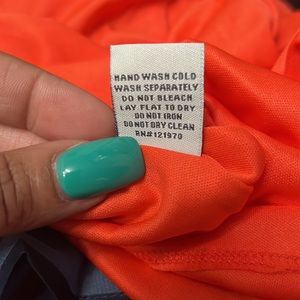 HAND WASH COLD
WASH SEPARATELY
DO NOT BLEACH
LAY FLAT TO DRY
DO NOT IRON
DO NOT DRY CLEAN
RN#121970